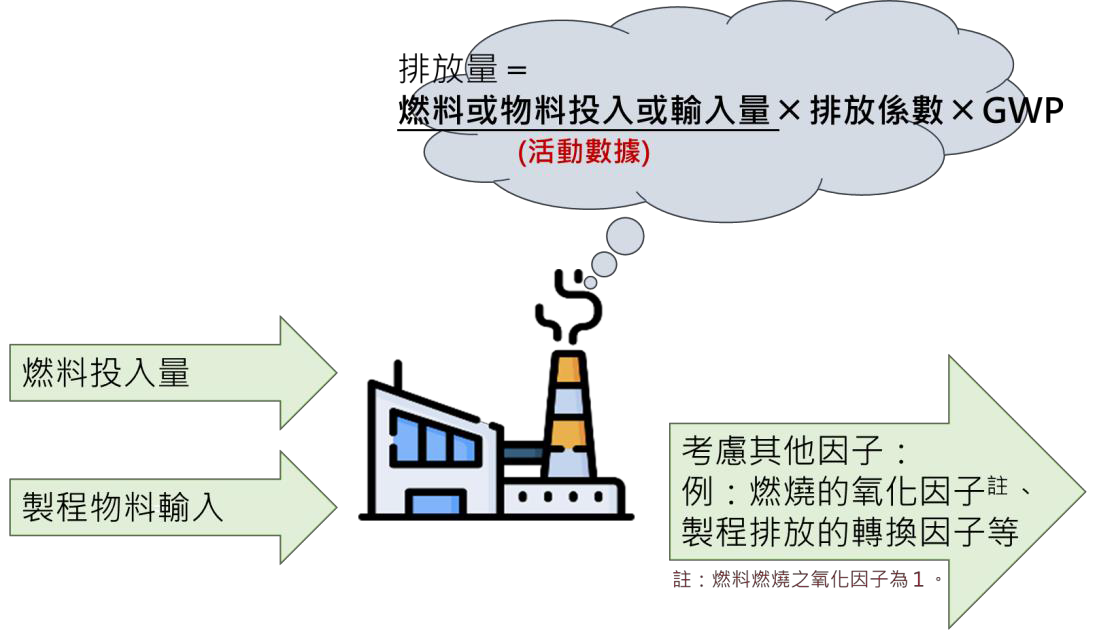 排放量 =
燃料或物料投入或輸入量×排放係數×GWP
(活動數據)
燃料投入量
製程物料輸入
考慮其他因子：
例：燃燒的氧化因子註、
製程排放的轉換因子等
註：燃料燃燒之氧化因子為１。